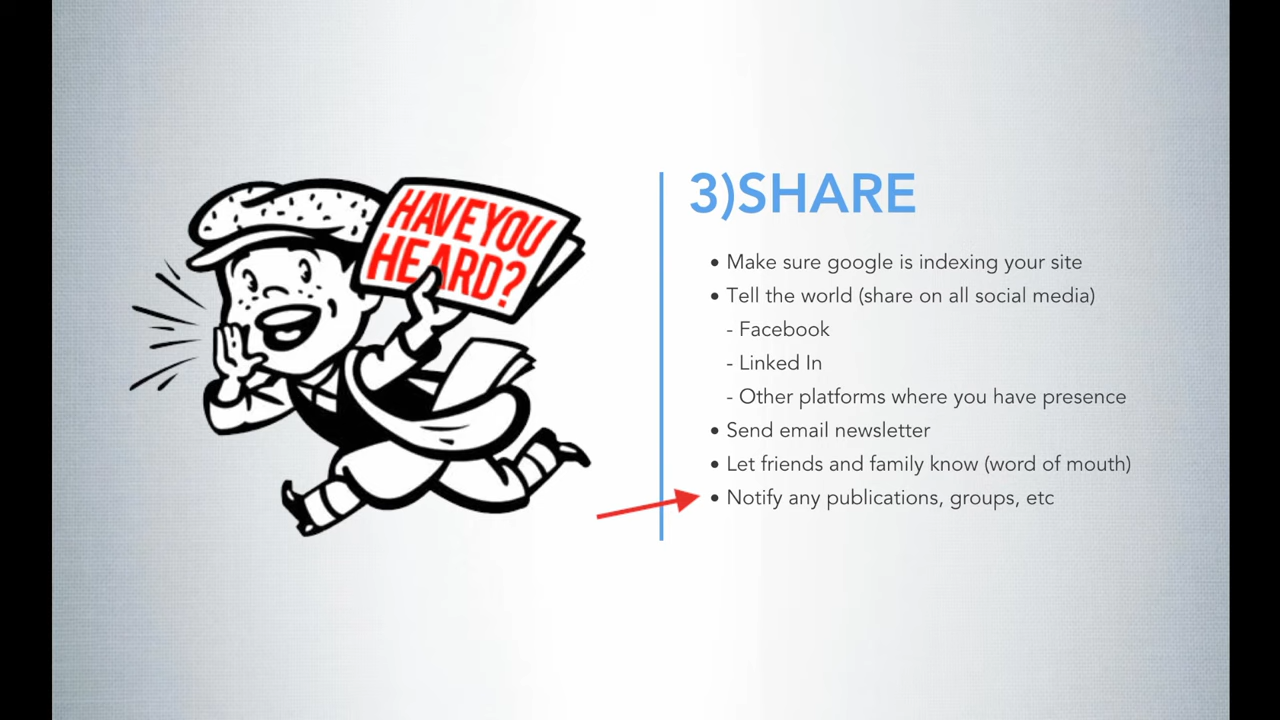 HAVE YOU
HEARD?
3)SHARE
• Make sure google is indexing your site
• Tell the world (share on all social media)
- Facebook
- Linked In
- Other platforms where you have presence
• Send email newsletter
• Let friends and family know (word of mouth)
• Notify any publications, groups, etc